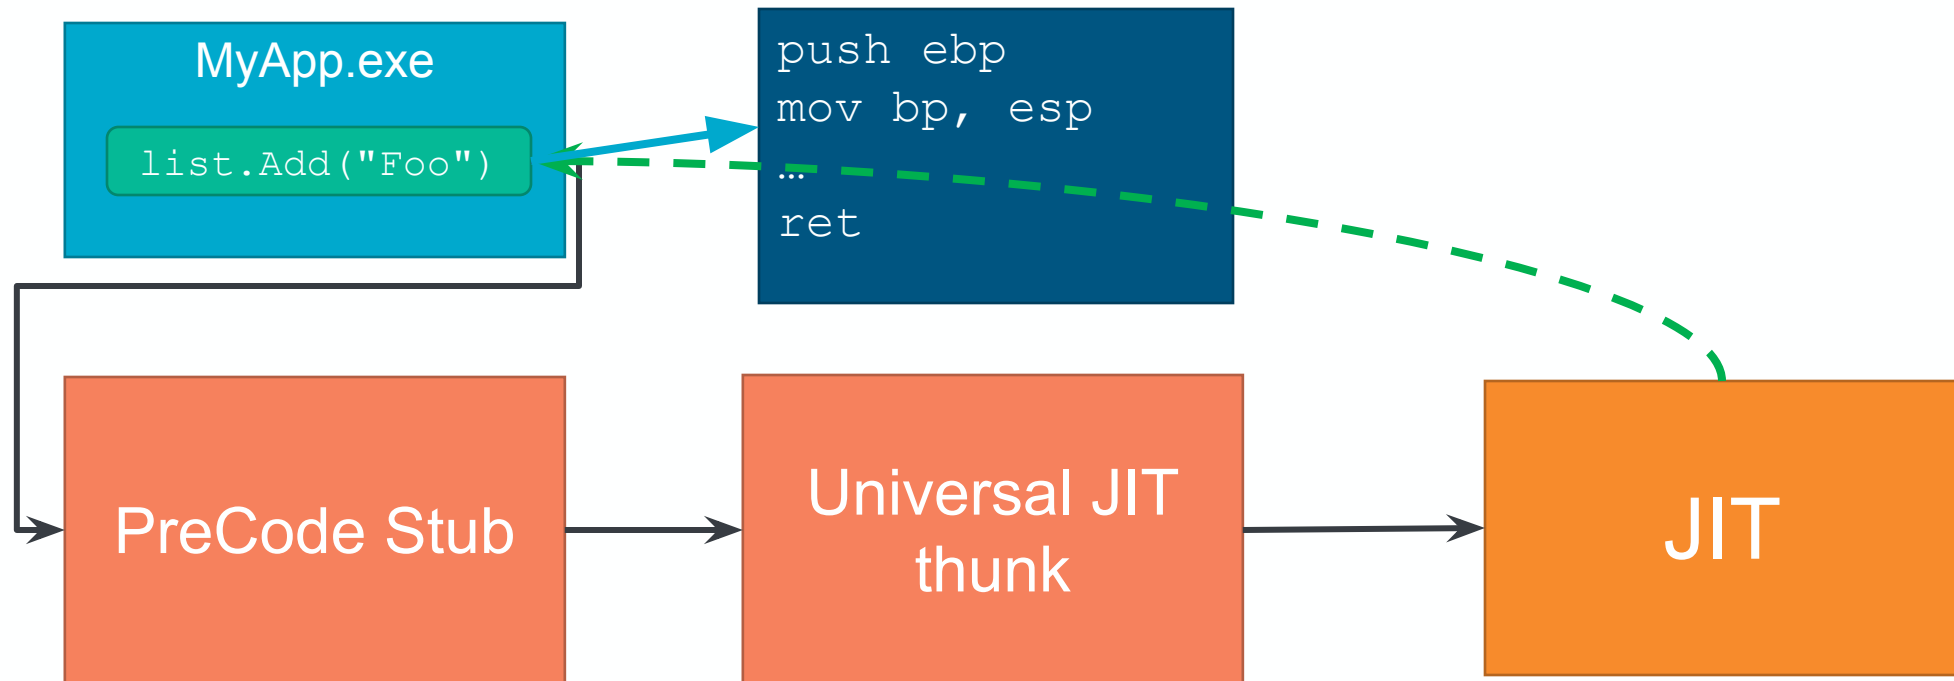 MyApp.exe
list.Add("Foo")
push ebp
mov bp, esp
…
ret
PreCode Stub
Universal JIT
thunk
JIT